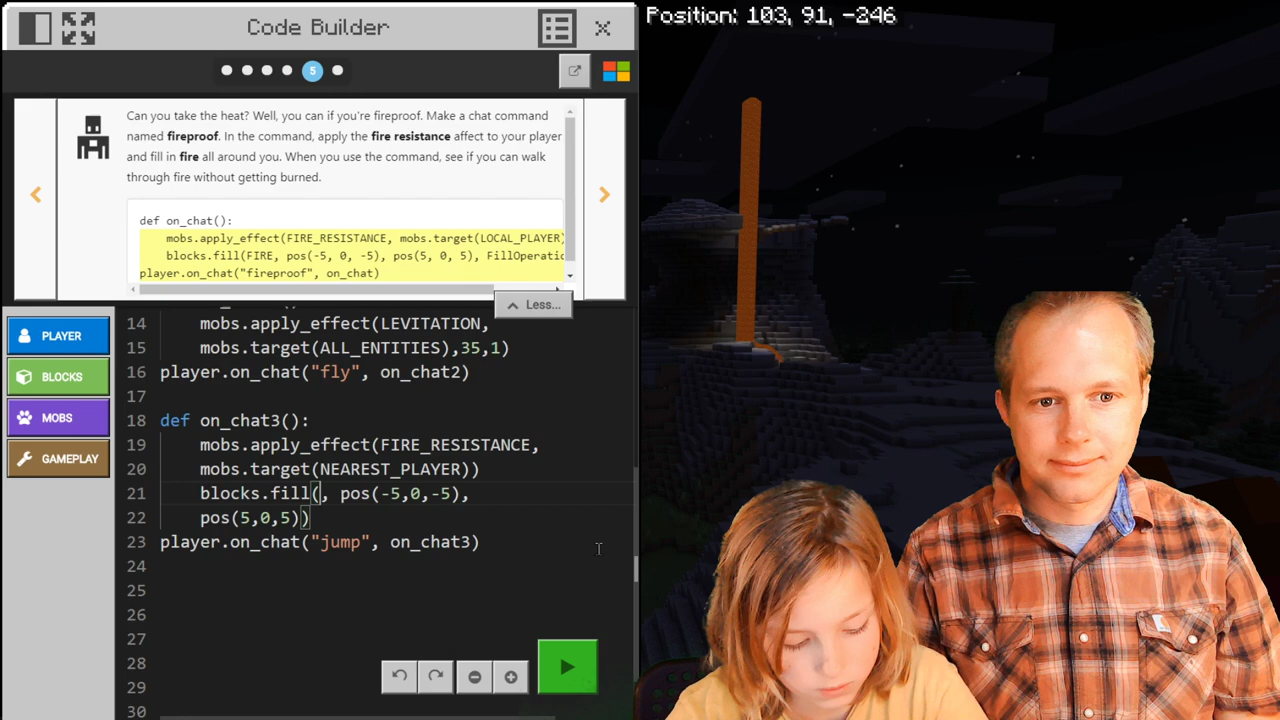 Code Builder
Position: 103, 91, -246
5
Can you take the heat? Well, you can if you're fireproof. Make a chat command
named fireproof. In the command, apply the fire resistance affect to your player
and fill in fire all around you. When you use the command, see if you can walk
through fire without getting burned.
def on_chat():
mobs.apply_effect(FIRE_RESISTANCE, mobs.target(LOCAL_PLAYER)
blocks.fill(FIRE, pos(-5, 0, -5), pos(5, 0, 5), FillOperatio
player.on_chat("fireproof", on_chat)
Less...
PLAYER
BLOCKS
MOBS
GAMEPLAY
14 mobs.apply_effect(LEVITATION,
15 mobs.target(ALL_ENTITIES),35,1)
16 player.on_chat("fly", on_chat2)
17
18 def on_chat3():
19 mobs.apply_effect(FIRE_RESISTANCE,
20 mobs.target(NEAREST_PLAYER))
21 blocks.fill(, pos(-5,0,-5),
22 pos(5,0,5))
23 player.on_chat("jump", on_chat3)
24
25
26
27
28
29
30